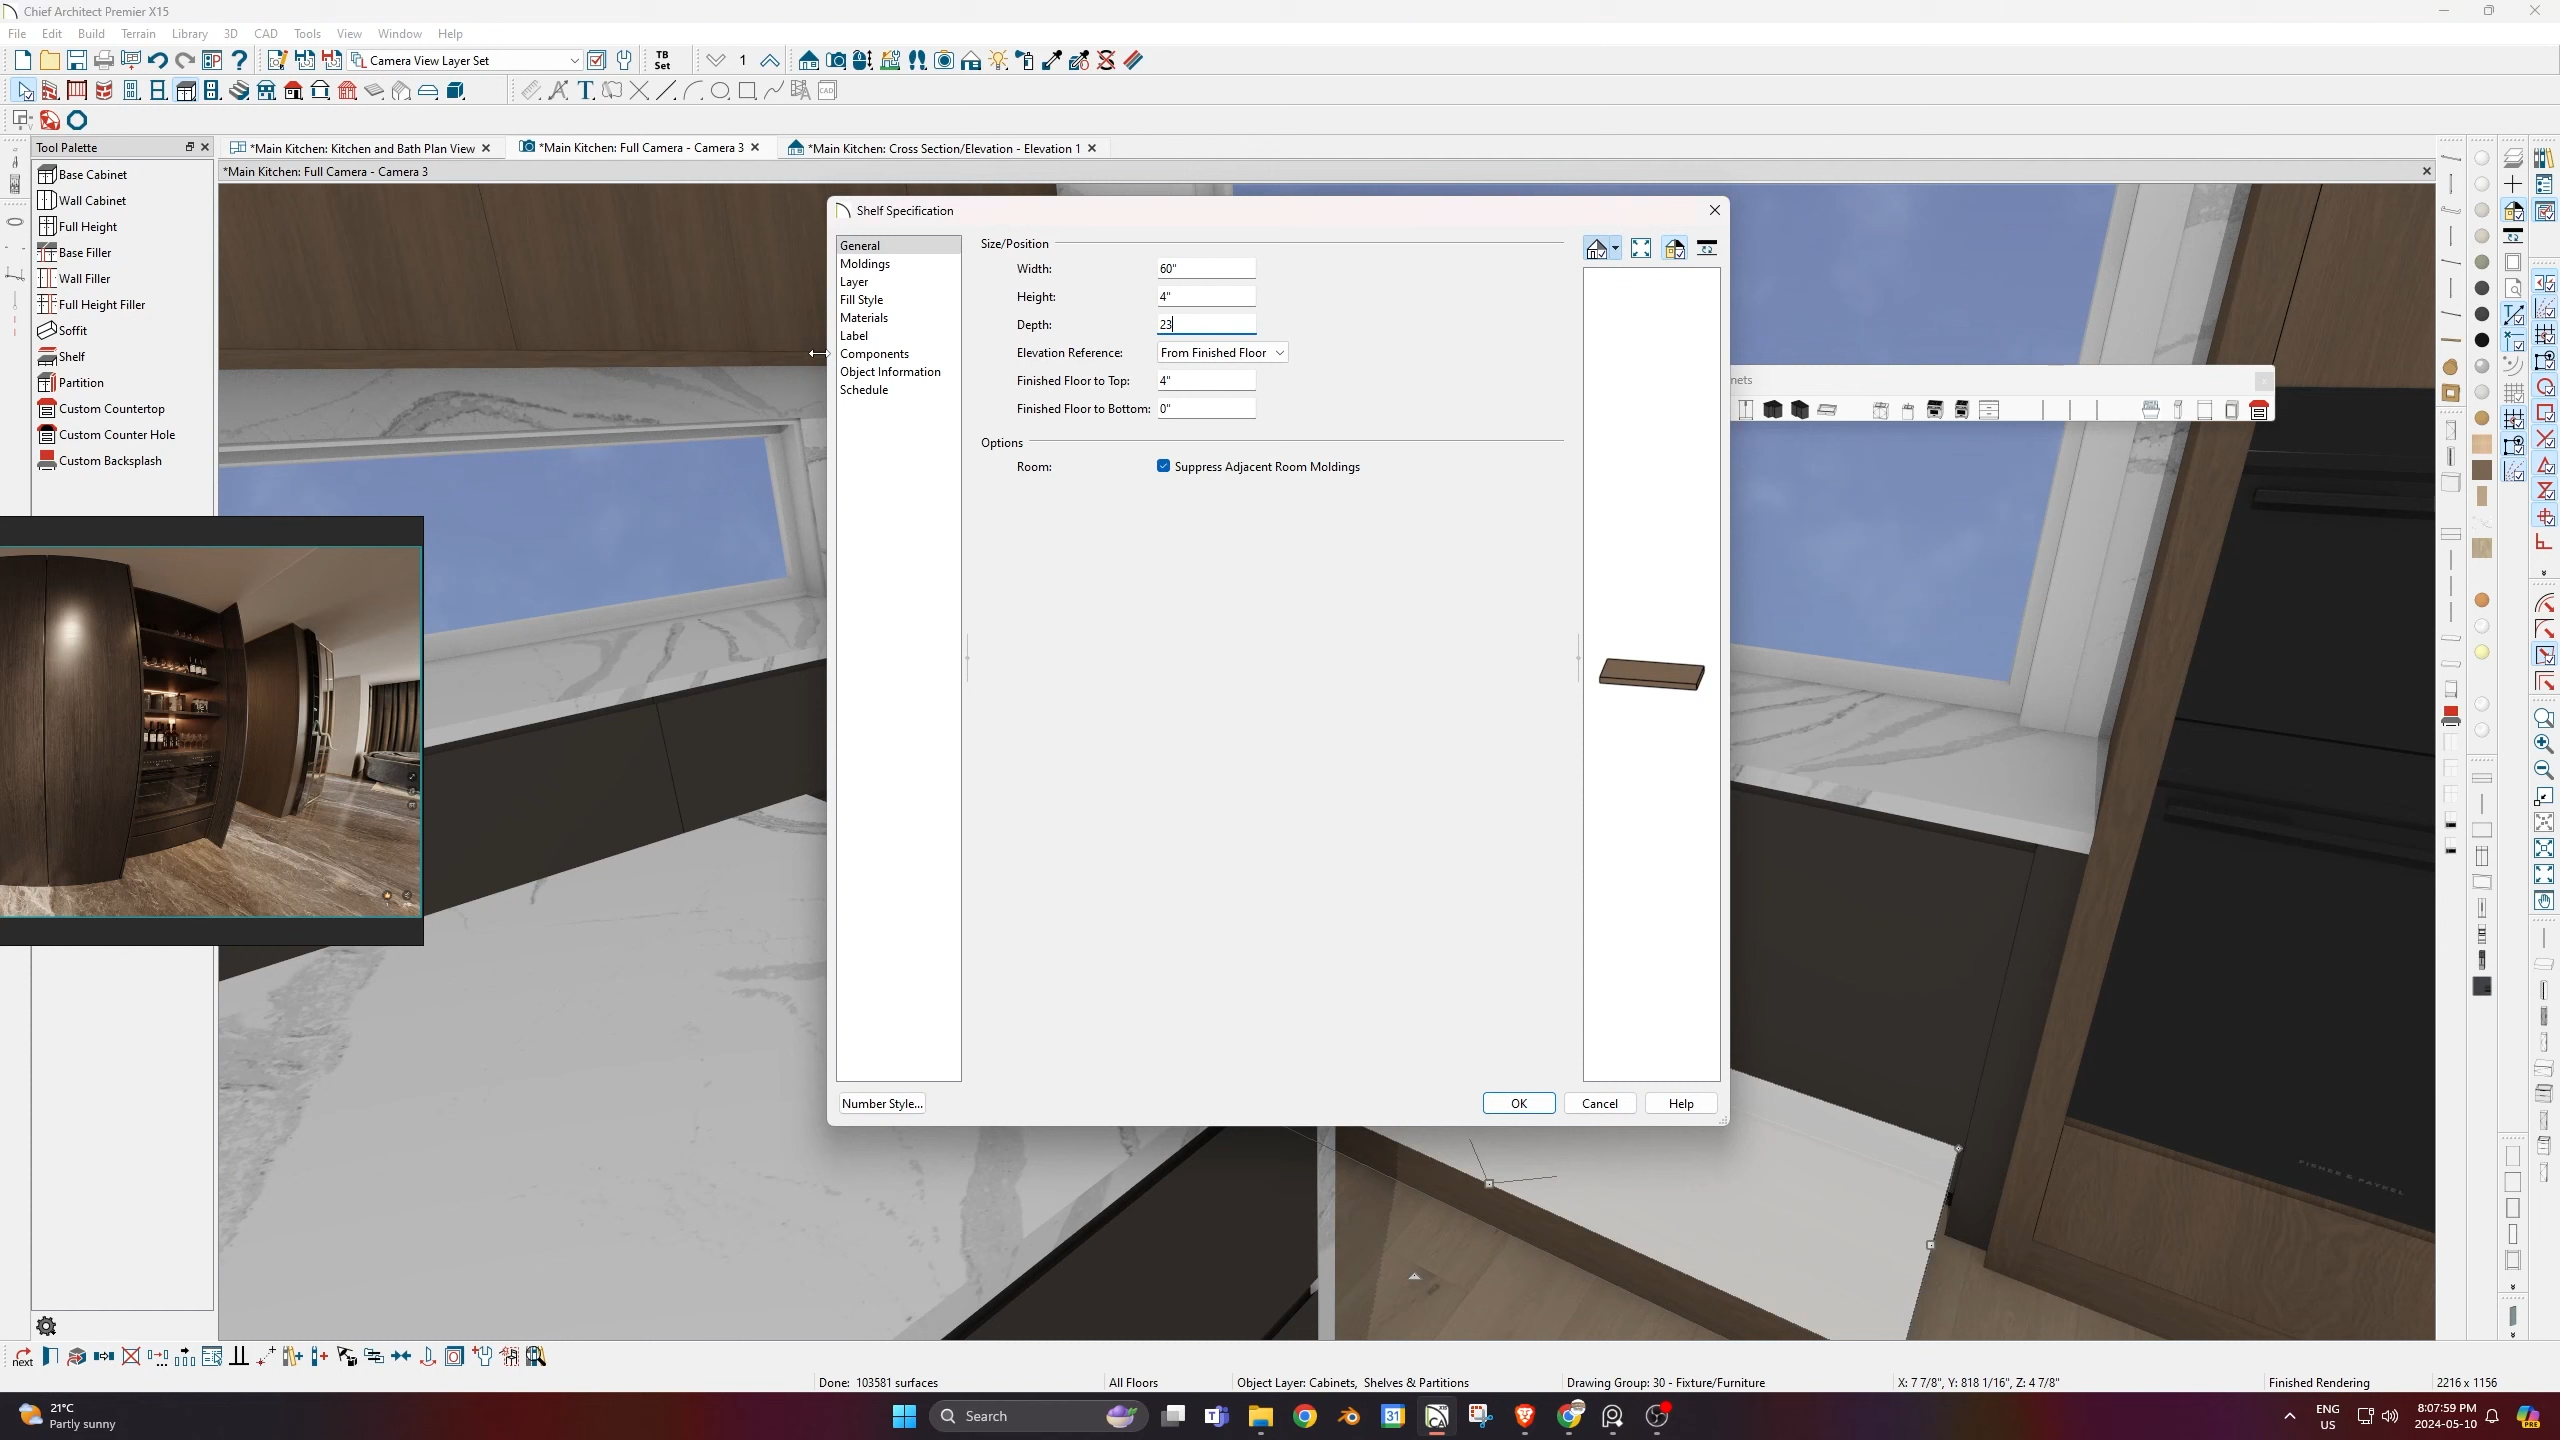 Chief Architect Premier X15
File Edit Build Terrain Library 3D CAD Tools View Window Help
Camera View Layer Set
TB Set
1
Tool Palette
*Main Kitchen: Kitchen and Bath Plan View
*Main Kitchen: Full Camera - Camera 3
*Main Kitchen: Cross Section/Elevation - Elevation 1
*Main Kitchen: Full Camera - Camera 3
Base Cabinet
Wall Cabinet
Full Height
Base Filler
Wall Filler
Full Height Filler
Soffit
Shelf
Partition
Custom Countertop
Custom Counter Hole
Custom Backsplash
Shelf Specification
General
Moldings
Layer
Fill Style
Materials
Label
Components
Object Information
Schedule
Size/Position
Width: 60"
Height: 4"
Depth: 23
Elevation Reference: From Finished Floor
Finished Floor to Top: 4"
Finished Floor to Bottom: 0"
Options
Room: Suppress Adjacent Room Moldings
Number Style...
OK
Cancel
Help
nets
FISHER & PAYKEL
next
Done: 103581 surfaces
All Floors
Object Layer: Cabinets, Shelves & Partitions
Drawing Group: 30 - Fixture/Furniture
X: 7 7/8", Y: 818 1/16", Z: 4 7/8"
Finished Rendering
2216 x 1156
21°C
Partly sunny
Search
31
ENG
US
8:07:59 PM
2024-05-10